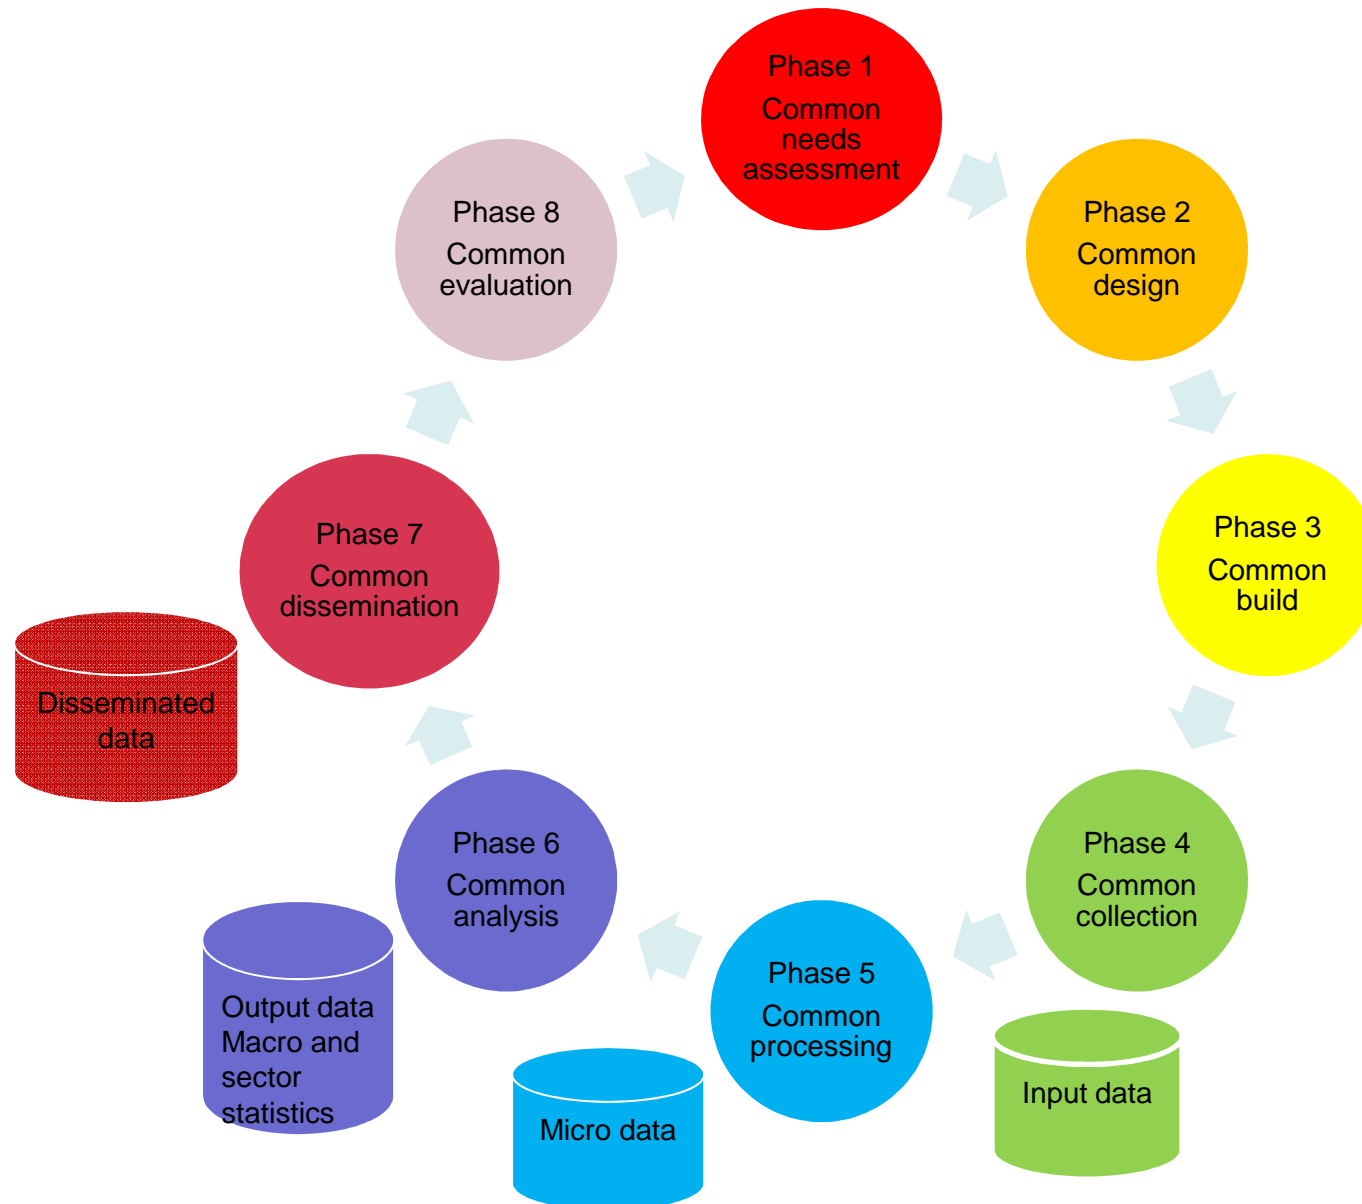 Phase 1
Common
needs
assessment
Phase 2
Common
design
Phase 3
Common
build
Phase 4
Common
collection
Input data
Phase 5
Common
processing
Micro data
Phase 6
Common
analysis
Output data
Macro and
sector
statistics
Phase 7
Common
dissemination
Disseminated
data
Phase 8
Common
evaluation